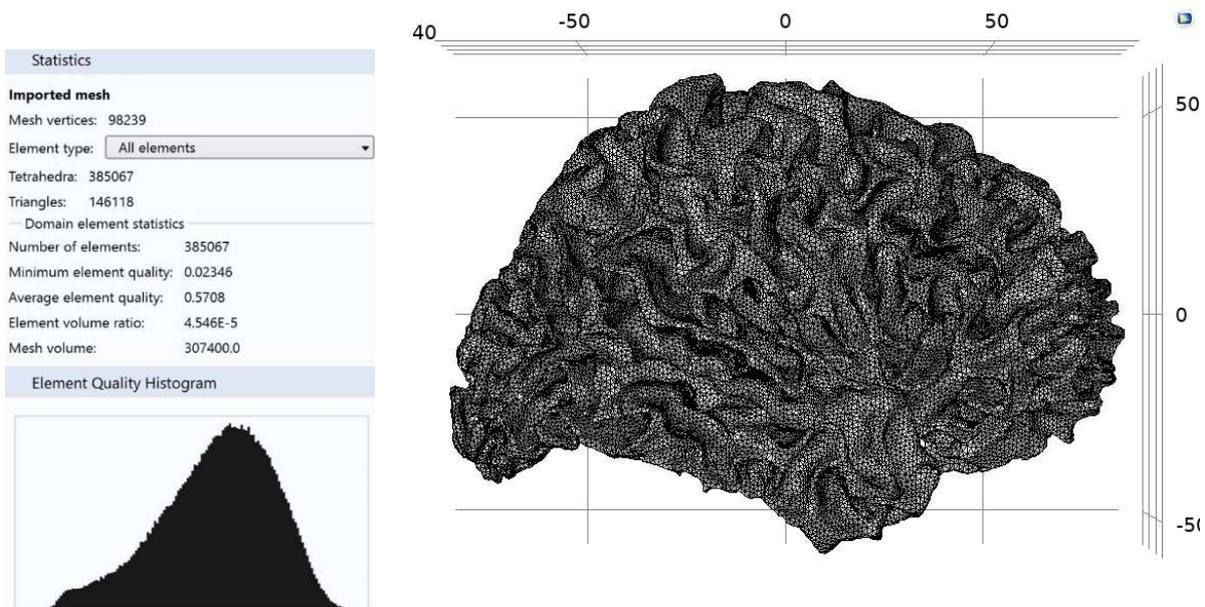 Statistics
Imported mesh
Mesh vertices: 98239
Element type: All elements
Tetrahedra: 385067
Triangles: 146118
Domain element statistics
Number of elements: 385067
Minimum element quality: 0.02346
Average element quality: 0.5708
Element volume ratio: 4.546E-5
Mesh volume: 307400.0
Element Quality Histogram
40
-50 0 50
50
0